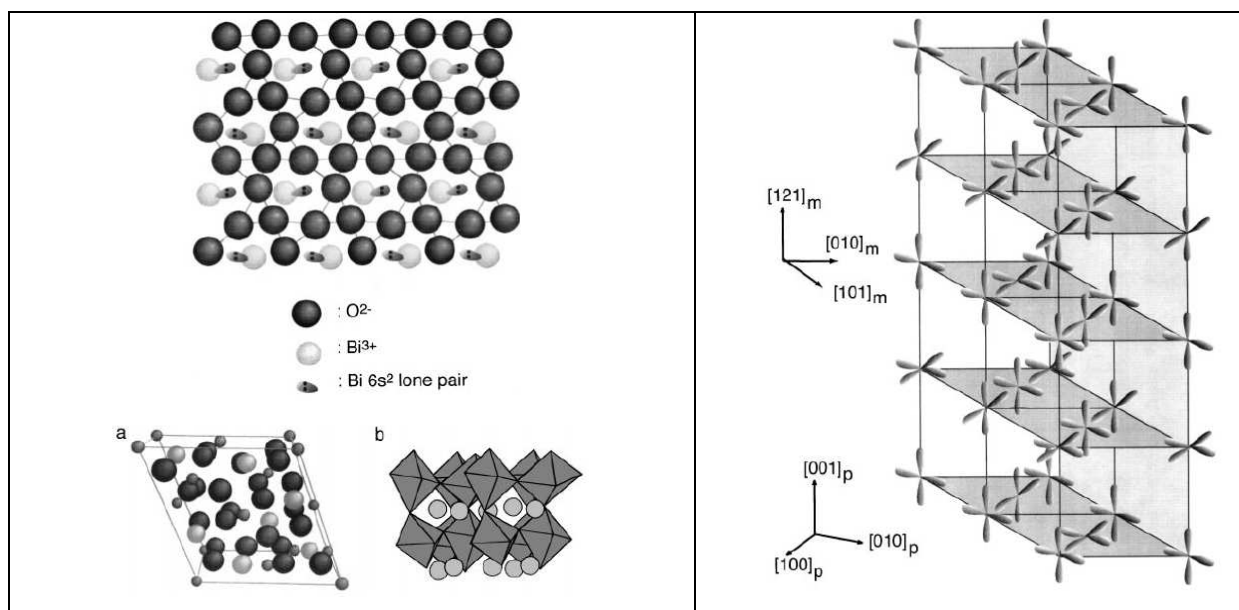 : O²⁻
: Bi³⁺
: Bi 6s² lone pair
a
b
[121]ₘ
[010]ₘ
[101]ₘ
[001]ₚ
[010]ₚ
[100]ₚ